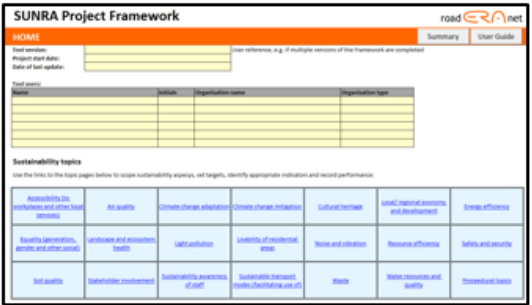 SUNRA Project Framework
road ERA net
HOME
Summary
User Guide
Tool version:
User reference, e.g. if multiple versions of the framework are completed
Project start date:
Date of last update:
Tool users:
Name
Initials
Organisation name
Organisation type
Sustainability topics
Use the links to the topic pages below to scope sustainability aspecys, set targets, identify appropriate indicators and record performance:
Accessibility (to
workplaces and other local
services)
Air quality
Climate change adaptation
Climate change mitigation
Cultural heritage
Local/ regional economy
and development
Energy efficiency
Equality (generation,
gender and other social)
Landscape and ecosystem
health
Light pollution
Livability of residential
areas
Noise and vibration
Resource efficiency
Safety and security
Soil quality
Stakeholder involvement
Sustainability awareness
of staff
Sustainable transport
modes (facilitating use of)
Waste
Water resources and
quality
Proceedural topics